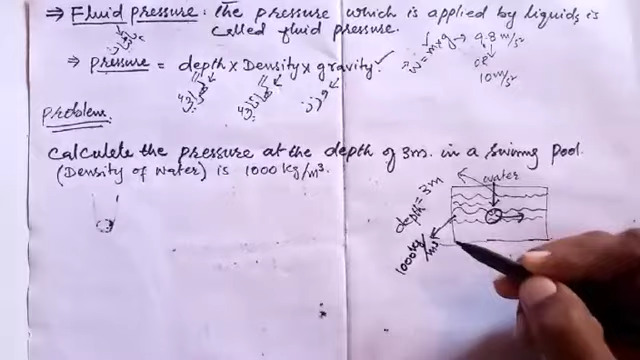 ⇒ Fluid pressure: The pressure which is applied by liquids is
called fluid pressure.
⇒ pressure = depth x Density x gravity.
w = m x g → 9.8 m/s²
or
10 m/s²
Problem.
Calculate the pressure at the depth of 3m. in a swimg pool.
(Density of water) is 1000 kg/m³.
water
depth = 3m
1000 kg/m³